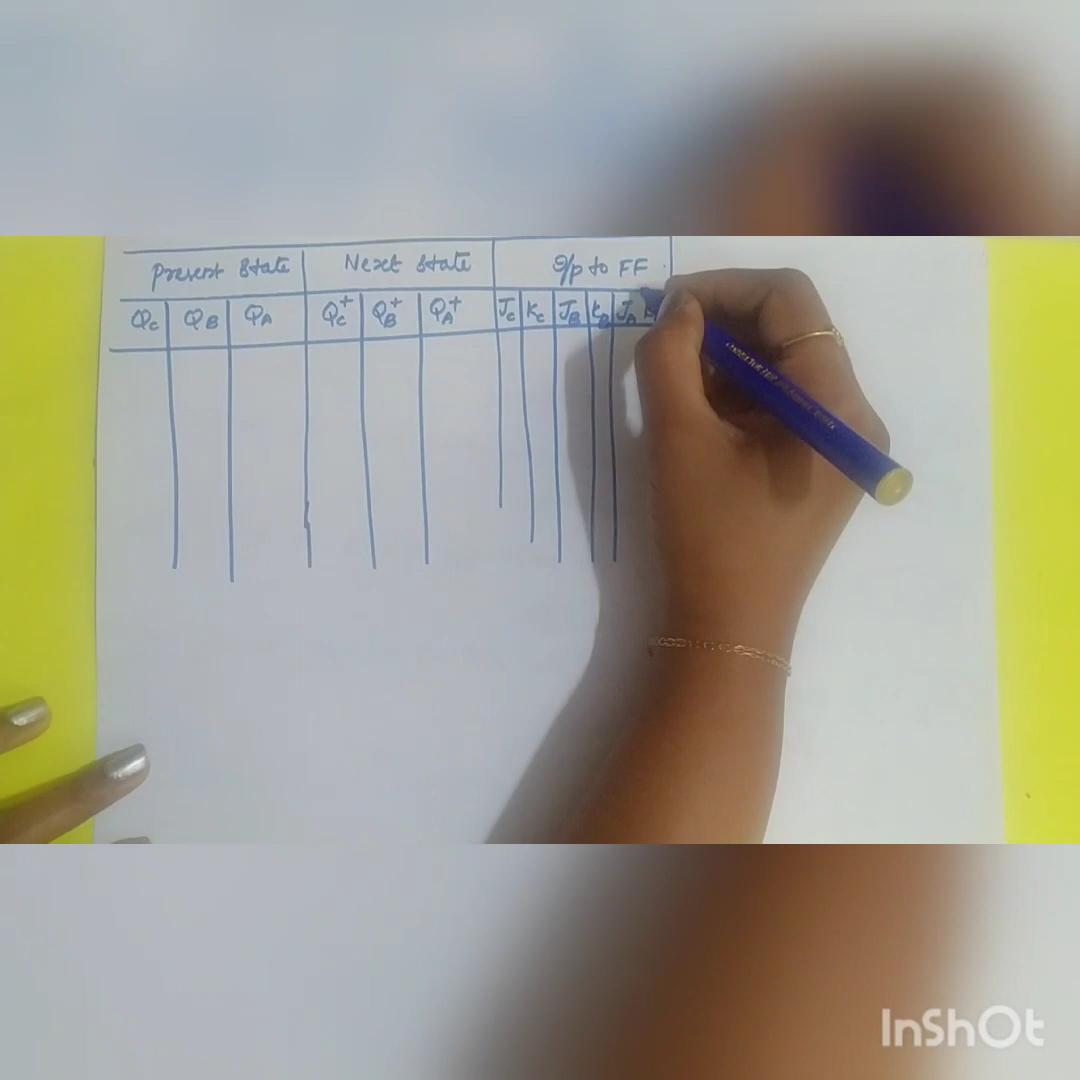 Present State Next State I/p to FF
Qc QB QA Qc+ QB+ QA+ Jc Kc JB KB JA
InShOt